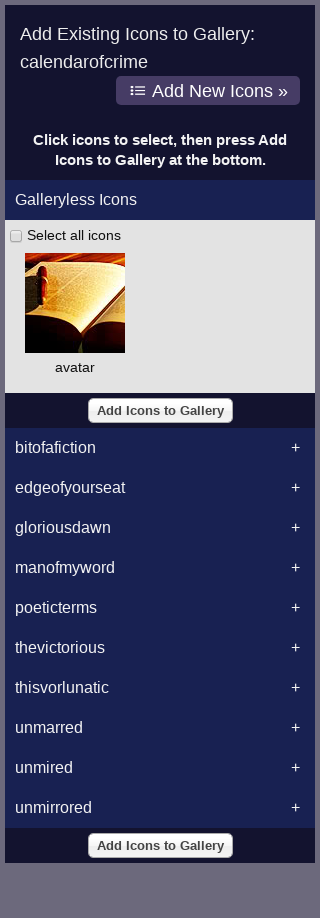 Add Existing Icons to Gallery:
calendarofcrime
Add New Icons »
Click icons to select, then press Add
Icons to Gallery at the bottom.
Galleryless Icons
Select all icons
avatar
Add Icons to Gallery
bitofafiction +
edgeofyourseat +
gloriousdawn +
manofmyword +
poeticterms +
thevictorious +
thisvorlunatic +
unmarred +
unmired +
unmirrored +
Add Icons to Gallery